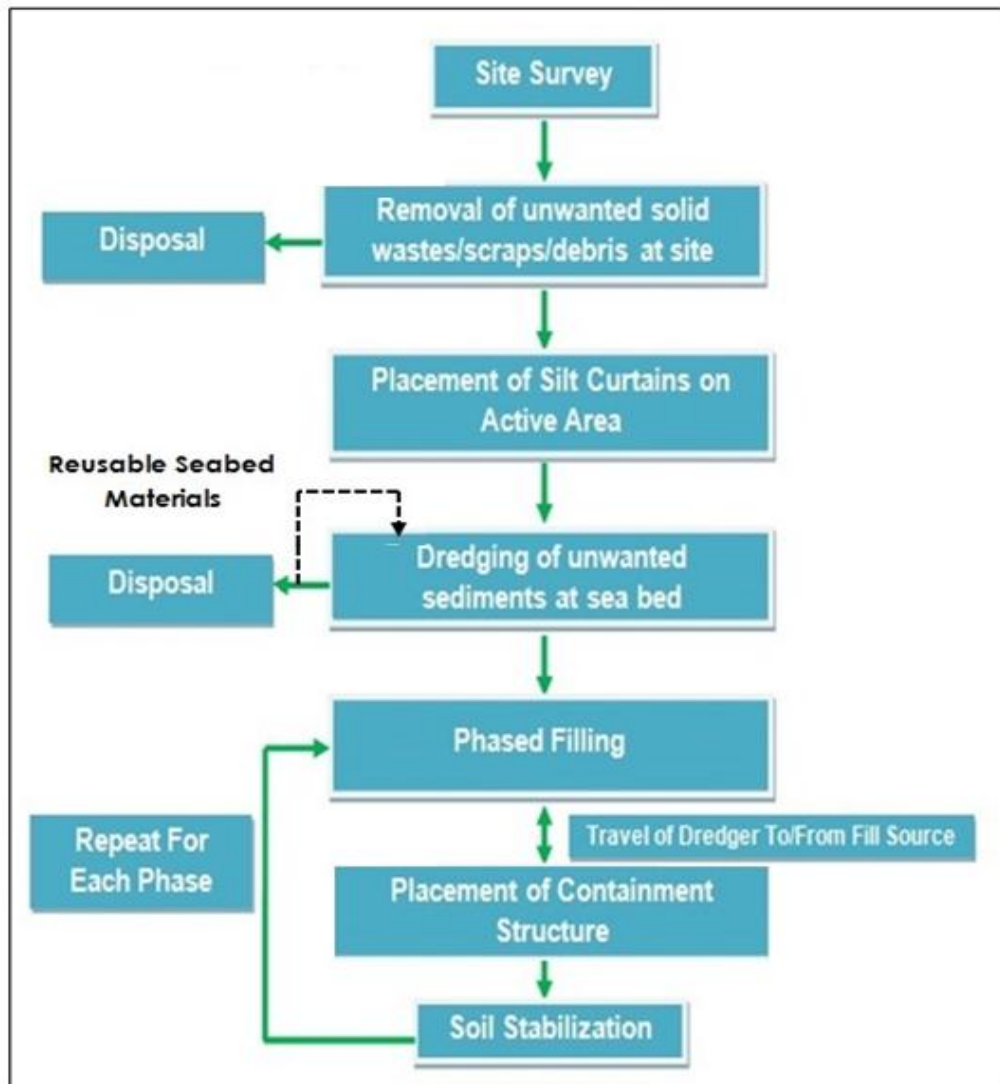 Site Survey
Removal of unwanted solid
wastes/scraps/debris at site
Disposal
Placement of Silt Curtains on
Active Area
Reusable Seabed
Materials
Dredging of unwanted
sediments at sea bed
Disposal
Phased Filling
Travel of Dredger To/From Fill Source
Repeat For
Each Phase
Placement of Containment
Structure
Soil Stabilization